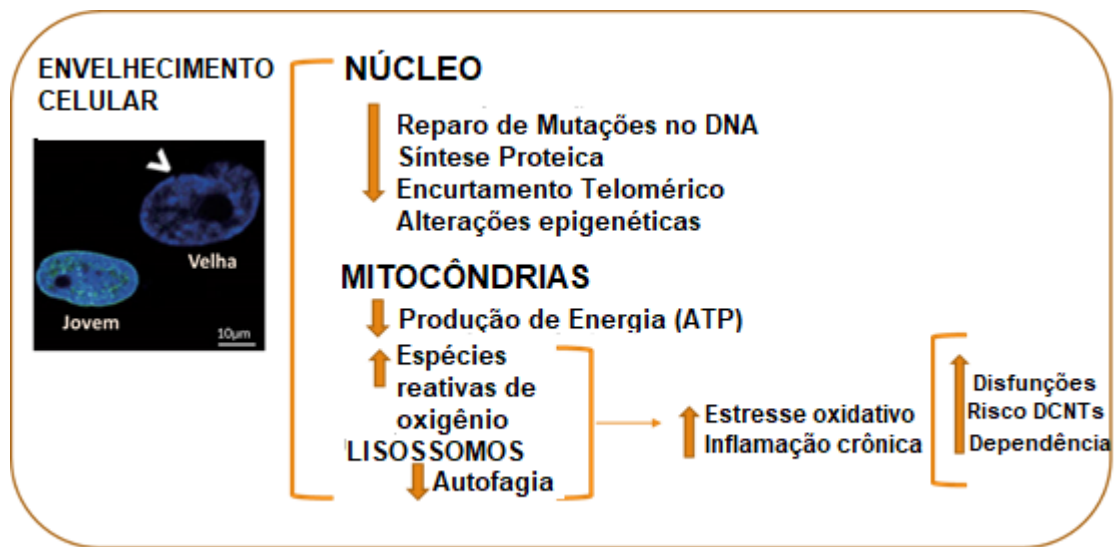 ENVELHECIMENTO
CELULAR
Velha
Jovem
10µm
NÚCLEO
Reparo de Mutações no DNA
Síntese Proteica
Encurtamento Telomérico
Alterações epigenéticas
MITOCÔNDRIAS
Produção de Energia (ATP)
Espécies
reativas de
oxigênio
LISOSSOMOS
Autofagia
Estresse oxidativo
Inflamação crônica
Disfunções
Risco DCNTs
Dependência